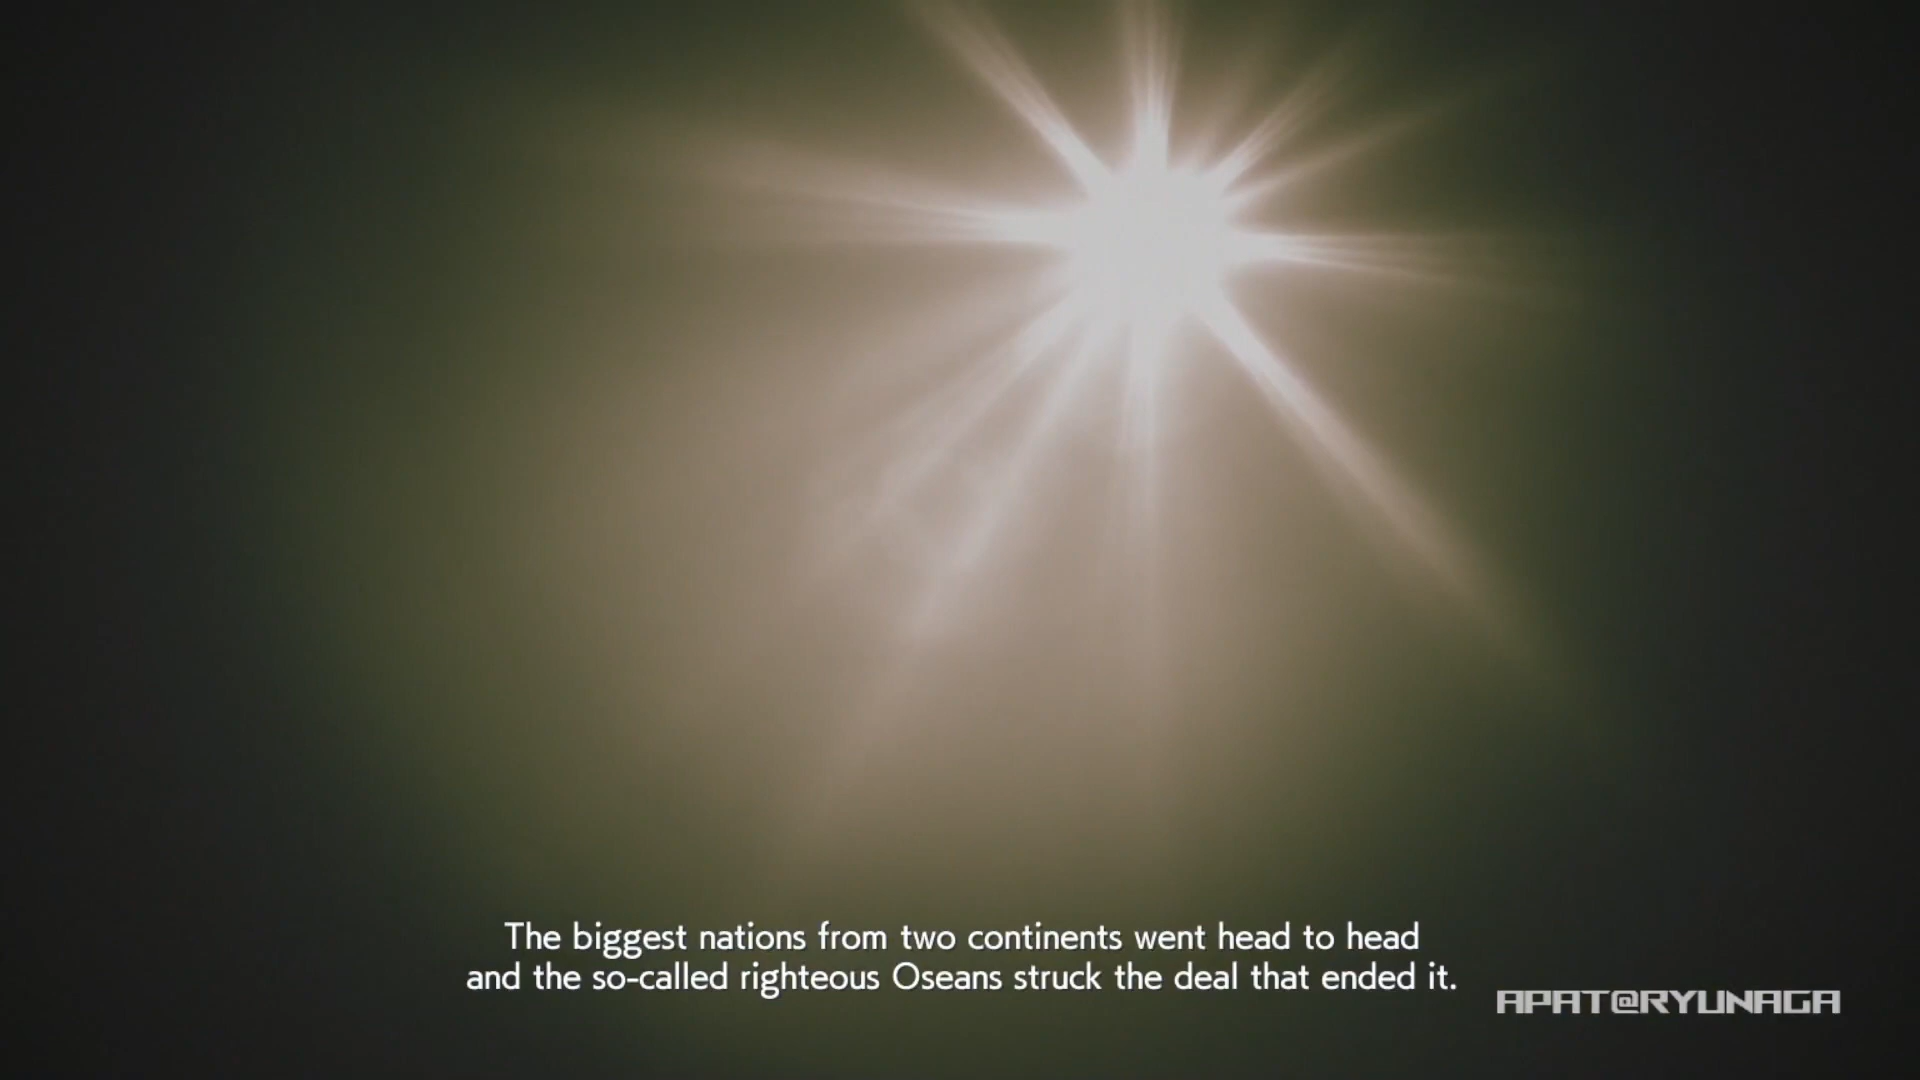 The biggest nations from two continents went head to head
and the so-called righteous Oseans struck the deal that ended it.
APAT@RYUNAGA